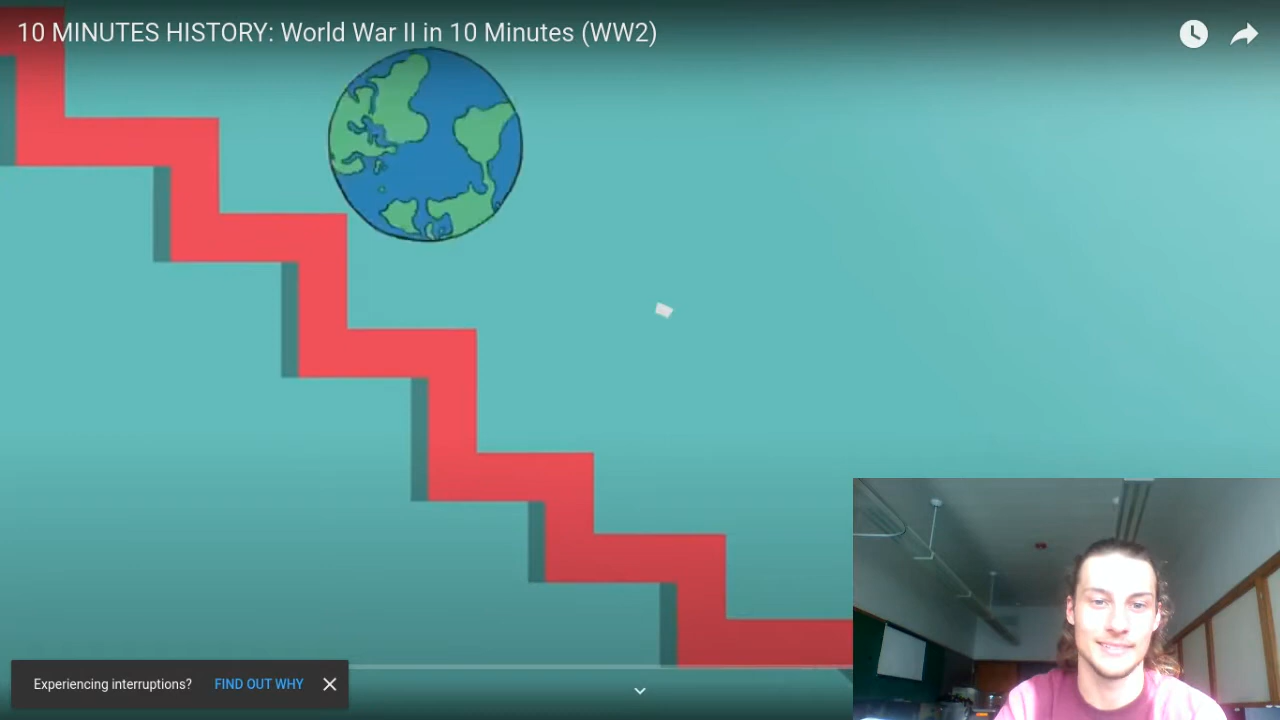 10 MINUTES HISTORY: World War II in 10 Minutes (WW2)
Experiencing interruptions? FIND OUT WHY